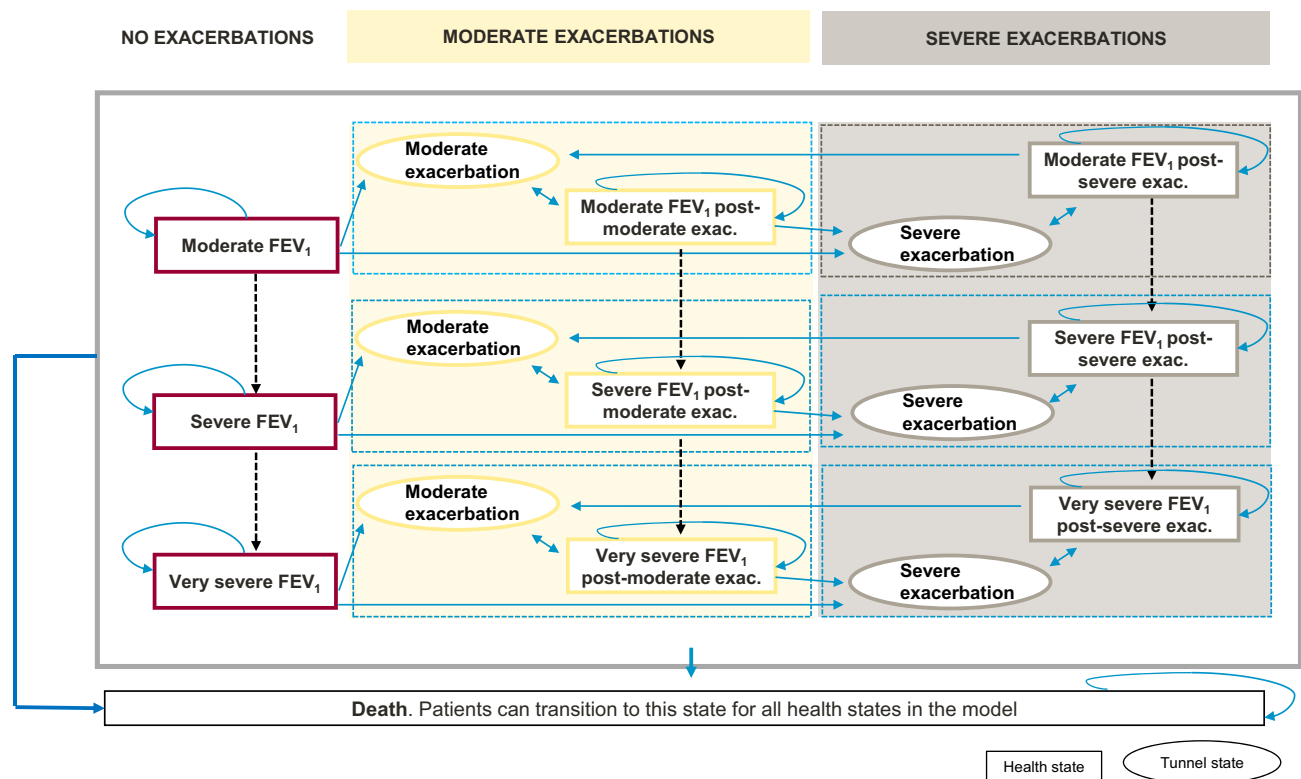 NO EXACERBATIONS
MODERATE EXACERBATIONS
SEVERE EXACERBATIONS
Moderate
exacerbation
Moderate FEV₁ post-
severe exac.
Moderate FEV₁ post-
moderate exac.
Moderate FEV₁
Severe
exacerbation
Moderate
exacerbation
Severe FEV₁ post-
severe exac.
Severe FEV₁ post-
moderate exac.
Severe FEV₁
Severe
exacerbation
Moderate
exacerbation
Very severe FEV₁
post-severe exac.
Very severe FEV₁
post-moderate exac.
Very severe FEV₁
Severe
exacerbation
Death. Patients can transition to this state for all health states in the model
Health state
Tunnel state